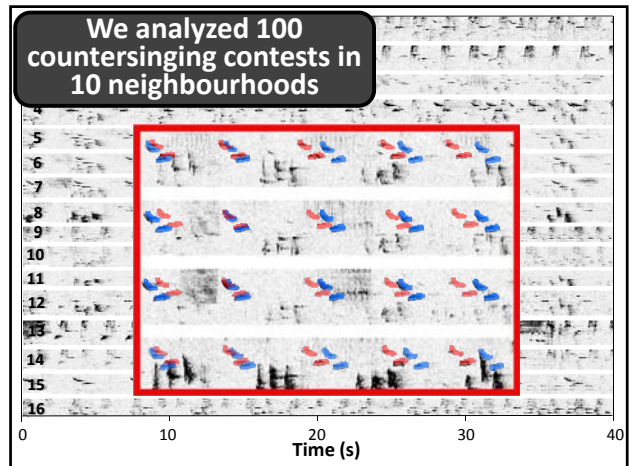 We analyzed 100
countersinging contests in
10 neighbourhoods
4
5
6
7
8
9
10
11
12
13
14
15
16
0 10 20 30 40
Time (s)